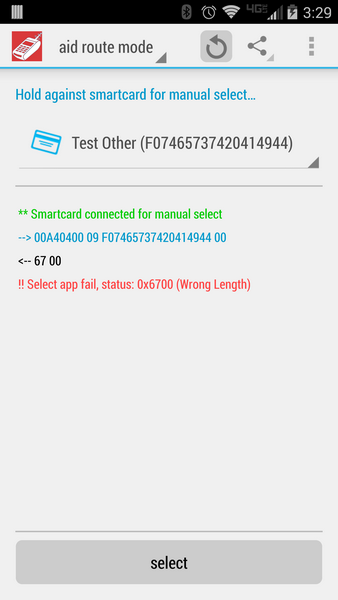 4G 3:29
aid route mode
Hold against smartcard for manual select...
Test Other (F07465737420414944)
** Smartcard connected for manual select
--> 00A40400 09 F07465737420414944 00
<-- 67 00
!! Select app fail, status: 0x6700 (Wrong Length)
select